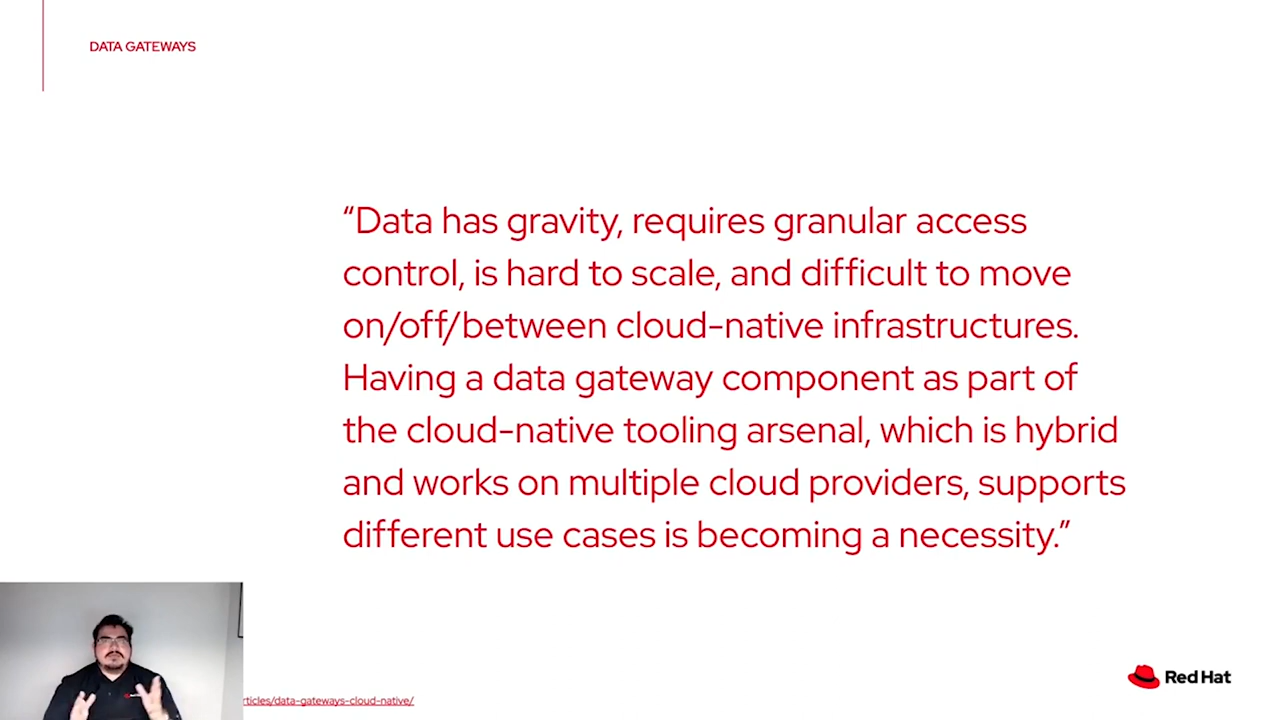 DATA GATEWAYS
“Data has gravity, requires granular access
control, is hard to scale, and difficult to move
on/off/between cloud-native infrastructures.
Having a data gateway component as part of
the cloud-native tooling arsenal, which is hybrid
and works on multiple cloud providers, supports
different use cases is becoming a necessity.”
rticles/data-gateways-cloud-native/
Red Hat